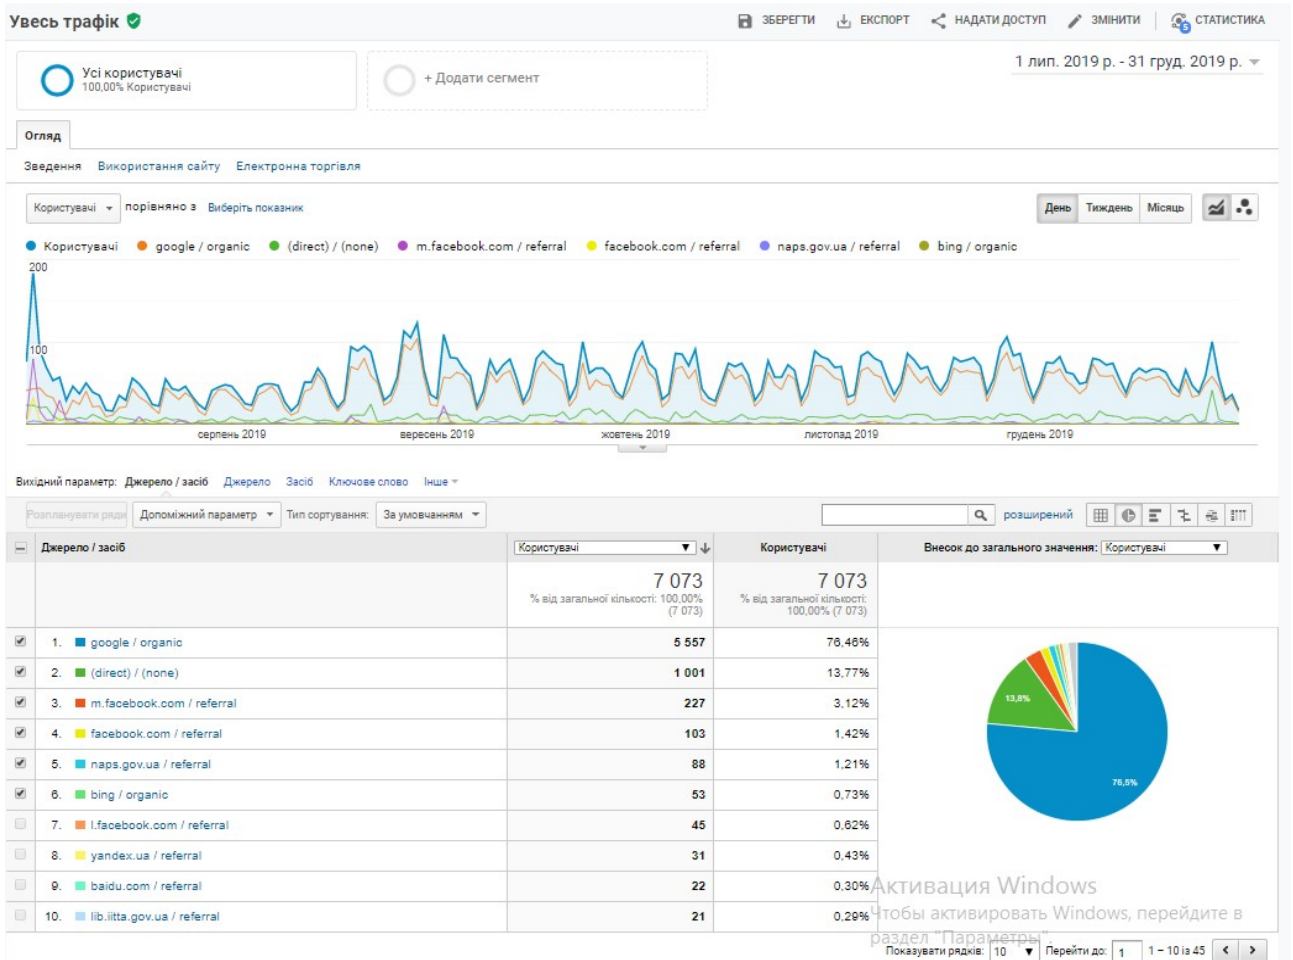 Увесь трафік
ЗБЕРЕГТИ ЕКСПОРТ НАДАТИ ДОСТУП ЗМІНИТИ СТАТИСТИКА
Усі користувачі
100,00% Користувачі
+ Додати сегмент
1 лип. 2019 р. - 31 груд. 2019 р.
Огляд
Зведення Використання сайту Електронна торгівля
Користувачі порівняно з Виберіть показник
День Тиждень Місяць
Користувачі google / organic (direct) / (none) m.facebook.com / referral facebook.com / referral naps.gov.ua / referral bing / organic
200
100
серпень 2019 вересень 2019 жовтень 2019 листопад 2019 грудень 2019
Вихідний параметр: Джерело / засіб Джерело Засіб Ключове слово Інше
Розпланувати ряди Допоміжний параметр Тип сортування: За умовчанням розширений
Джерело / засіб Користувачі Користувачі Внесок до загального значення: Користувачі
7 073 7 073
% від загальної кількості: 100,00% (7 073) % від загальної кількості: 100,00% (7 073)
1. google / organic 5 557 76,46%
2. (direct) / (none) 1 001 13,77%
3. m.facebook.com / referral 227 3,12%
4. facebook.com / referral 103 1,42%
5. naps.gov.ua / referral 88 1,21%
6. bing / organic 53 0,73%
7. l.facebook.com / referral 45 0,62%
8. yandex.ua / referral 31 0,43%
9. baidu.com / referral 22 0,30%
10. lib.iitta.gov.ua / referral 21 0,29%
13,8%
76,5%
Активация Windows
Чтобы активировать Windows, перейдите в
раздел "Параметры".
Показувати рядків: 10 Перейти до: 1 1 – 10 із 45